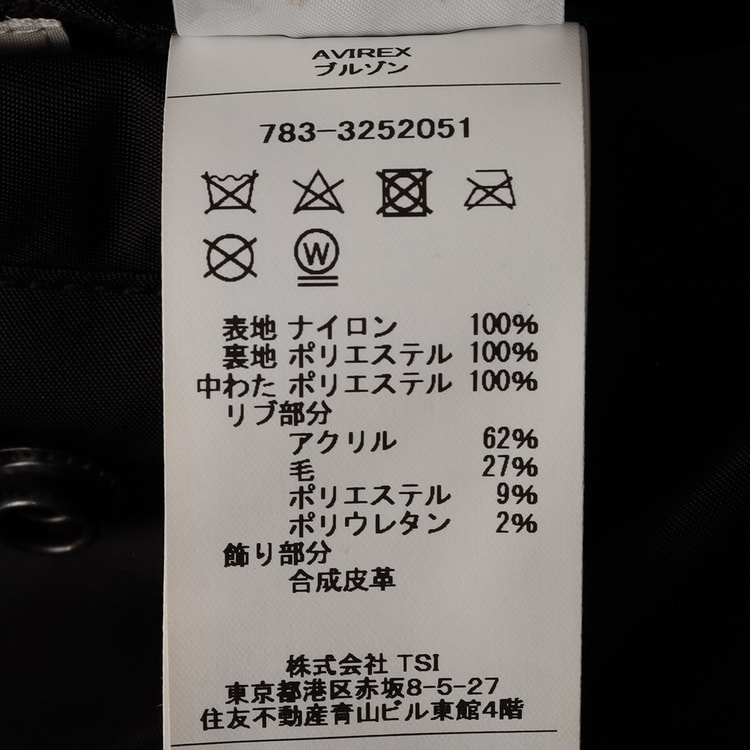 AVIREX
ブルゾン
783-3252051
W
表地 ナイロン 100%
裏地 ポリエステル 100%
中わた ポリエステル 100%
リブ部分
アクリル 62%
毛 27%
ポリエステル 9%
ポリウレタン 2%
飾り部分
合成皮革
株式会社 TSI
東京都港区赤坂8-5-27
住友不動産青山ビル東館4階